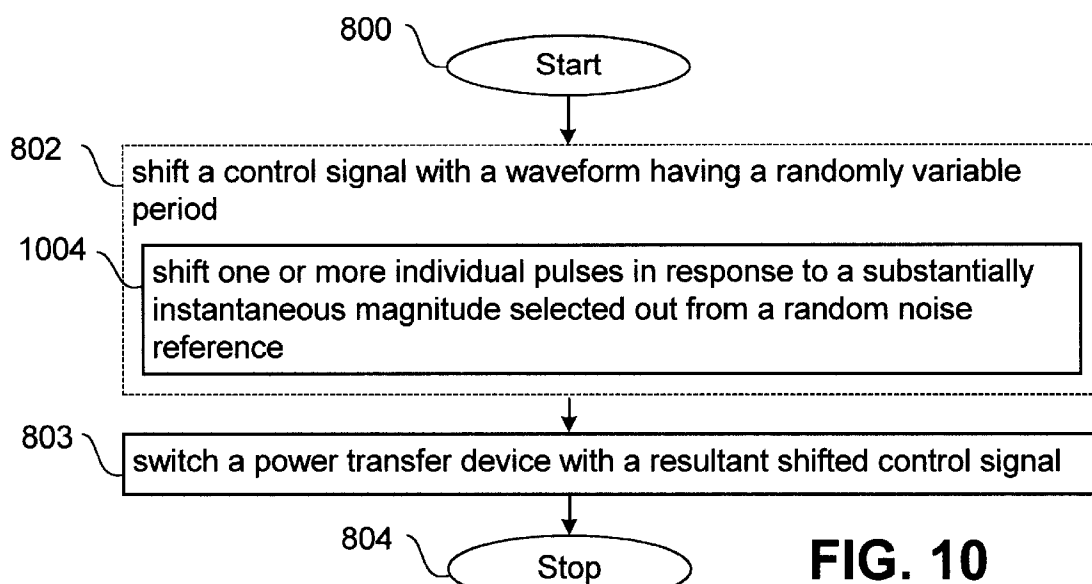 800
Start
802
shift a control signal with a waveform having a randomly variable
period
1004
shift one or more individual pulses in response to a substantially
instantaneous magnitude selected out from a random noise
reference
803
switch a power transfer device with a resultant shifted control signal
804
Stop
FIG. 10